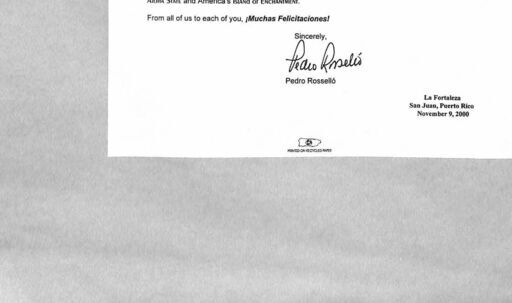 ALOHA STATE and America's ISLAND OF ENCHANTMENT.
From all of us to each of you, ¡Muchas Felicitaciones!
Sincerely,
Pedro Rosselló
Pedro Rosselló
La Fortaleza
San Juan, Puerto Rico
November 9, 2000
PRINTED ON RECYCLED PAPER